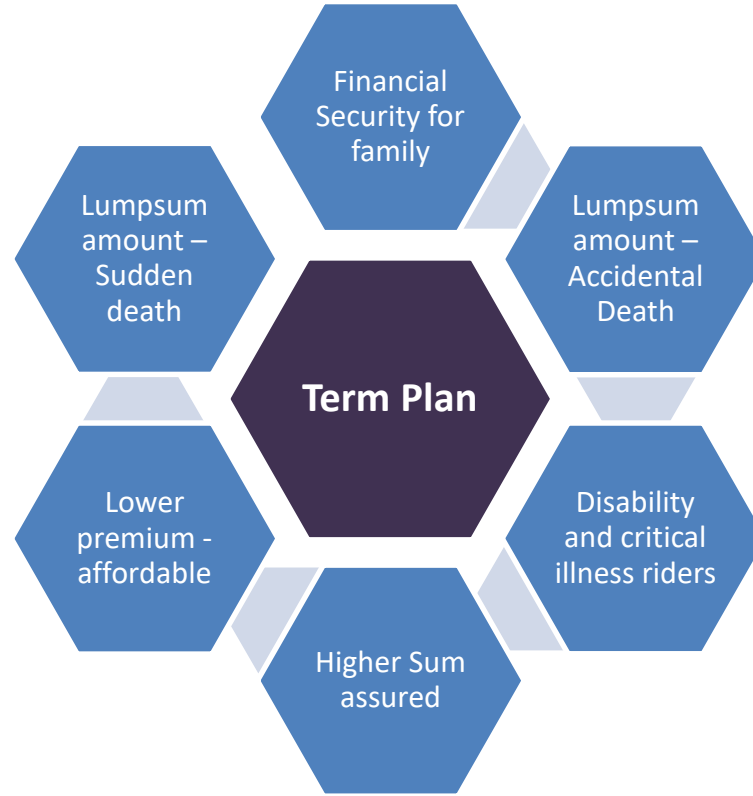 Financial
Security for
family
Lumpsum
amount –
Accidental
Death
Disability
and critical
illness riders
Higher Sum
assured
Lower
premium -
affordable
Lumpsum
amount –
Sudden
death
Term Plan